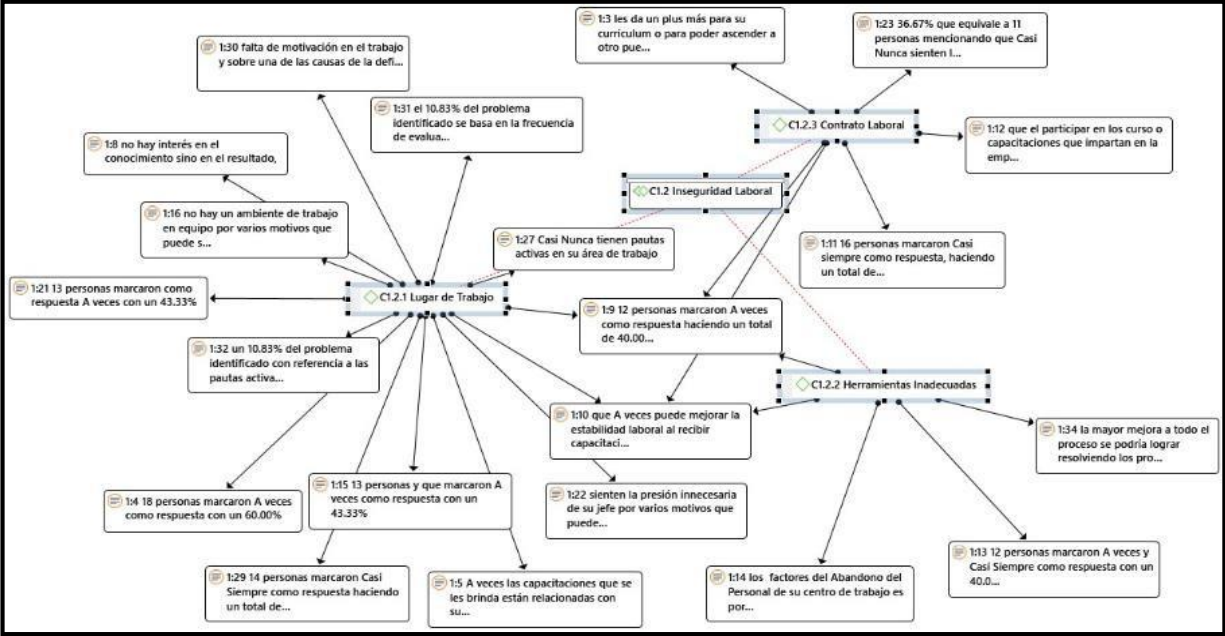 1:3 les da un plus más para su
curriculum o para poder ascender a
otro pue...
1:23 36.67% que equivale a 11
personas mencionando que Casi
Nunca sienten l...
1:30 falta de motivación en el trabajo
y sobre una de las causas de la defi...
1:31 el 10.83% del problema
identificado se basa en la frecuencia
de evalua...
C1.2.3 Contrato Laboral
1:12 que el participar en los curso o
capacitaciones que impartan en la
emp...
1:8 no hay interés en el
conocimiento sino en el resultado,
C1.2 Inseguridad Laboral
1:16 no hay un ambiente de trabajo
en equipo por varios motivos que
puede s...
1:27 Casi Nunca tienen pautas
activas en su área de trabajo
1:11 16 personas marcaron Casi
siempre como respuesta, haciendo
un total de...
1:21 13 personas marcaron como
respuesta A veces con un 43.33%
C1.2.1 Lugar de Trabajo
1:9 12 personas marcaron A veces
como respuesta haciendo un total
de 40.00...
1:32 un 10.83% del problema
identificado con referencia a las
pautas activa...
C1.2.2 Herramientas Inadecuadas
1:10 que A veces puede mejorar la
estabilidad laboral al recibir
capacitaci...
1:34 la mayor mejora a todo el
proceso se podría lograr
resolviendo los pro...
1:4 18 personas marcaron A veces
como respuesta con un 60.00%
1:15 13 personas y que marcaron A
veces como respuesta con un
43.33%
1:22 sienten la presión innecesaria
de su jefe por varios motivos que
puede...
1:13 12 personas marcaron A veces y
Casi Siempre como respuesta con un
40.0...
1:29 14 personas marcaron Casi
Siempre como respuesta haciendo
un total de...
1:5 A veces las capacitaciones que se
les brinda están relacionadas con
su...
1:14 los factores del Abandono del
Personal de su centro de trabajo es
por...